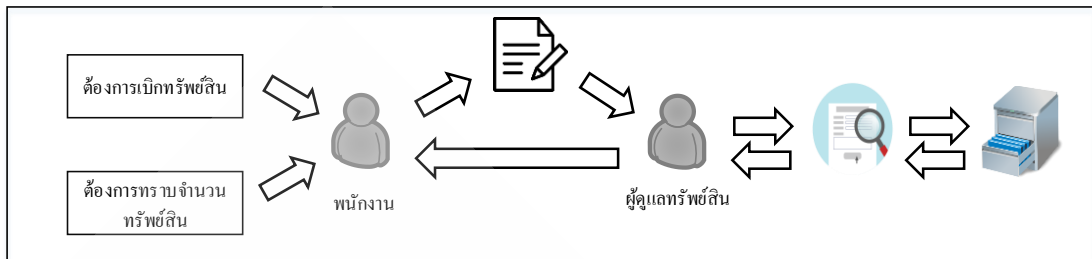 ต้องการเบิกทรัพย์สิน
ต้องการทราบจำนวน
ทรัพย์สิน
พนักงาน
ผู้ดูแลทรัพย์สิน